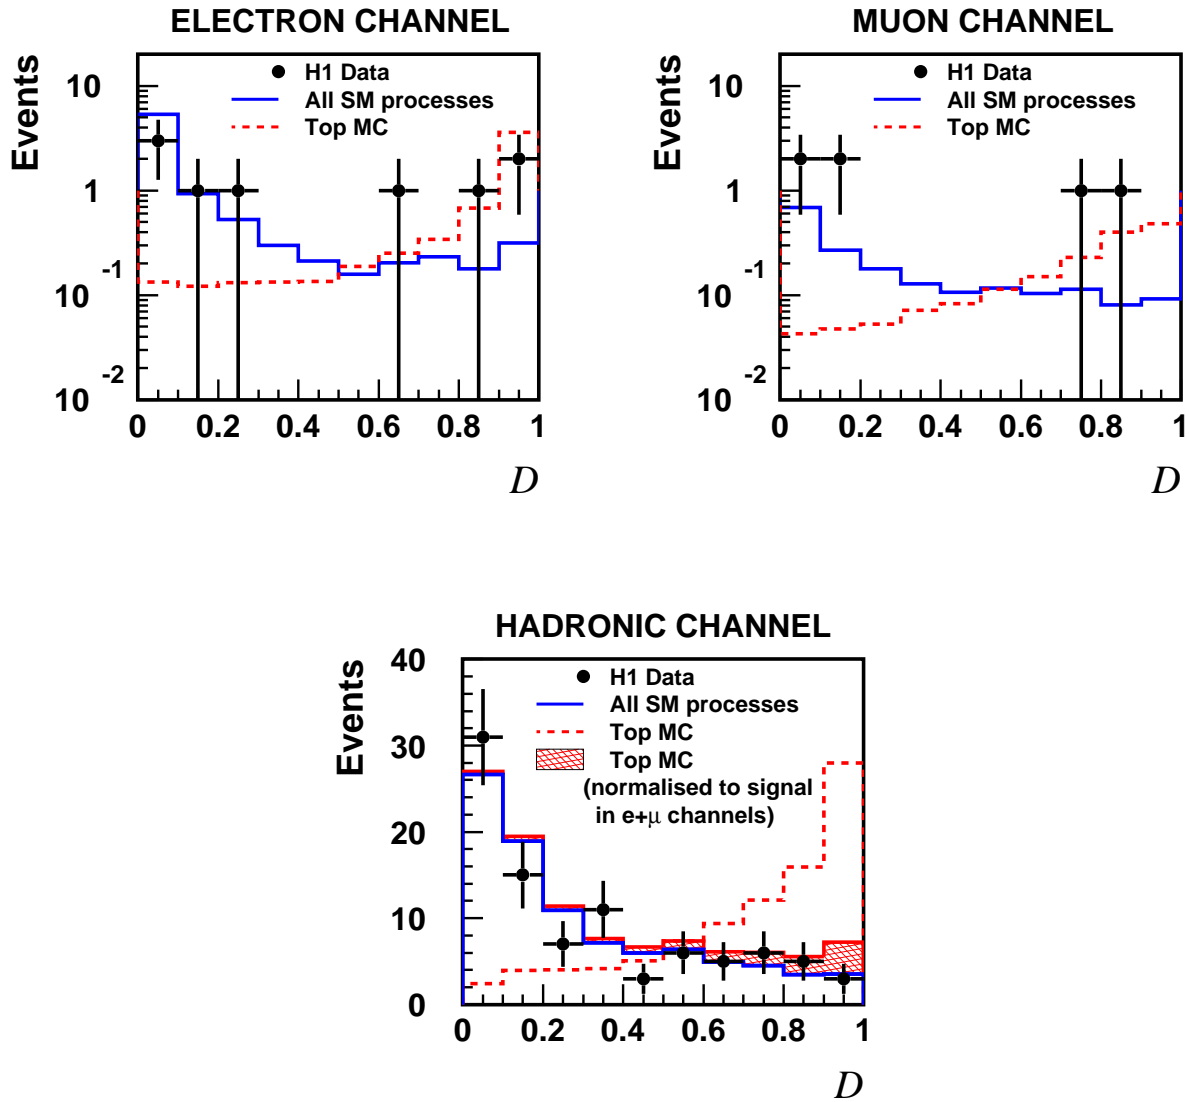 ELECTRON CHANNEL
Events
H1 Data
All SM processes
Top MC
10
1
10 -1
10 -2
0 0.2 0.4 0.6 0.8 1
D
MUON CHANNEL
Events
H1 Data
All SM processes
Top MC
10
1
10 -1
10 -2
0 0.2 0.4 0.6 0.8 1
D
HADRONIC CHANNEL
Events
H1 Data
All SM processes
Top MC
Top MC
(normalised to signal
in e+μ channels)
40
30
20
10
0
0 0.2 0.4 0.6 0.8 1
D